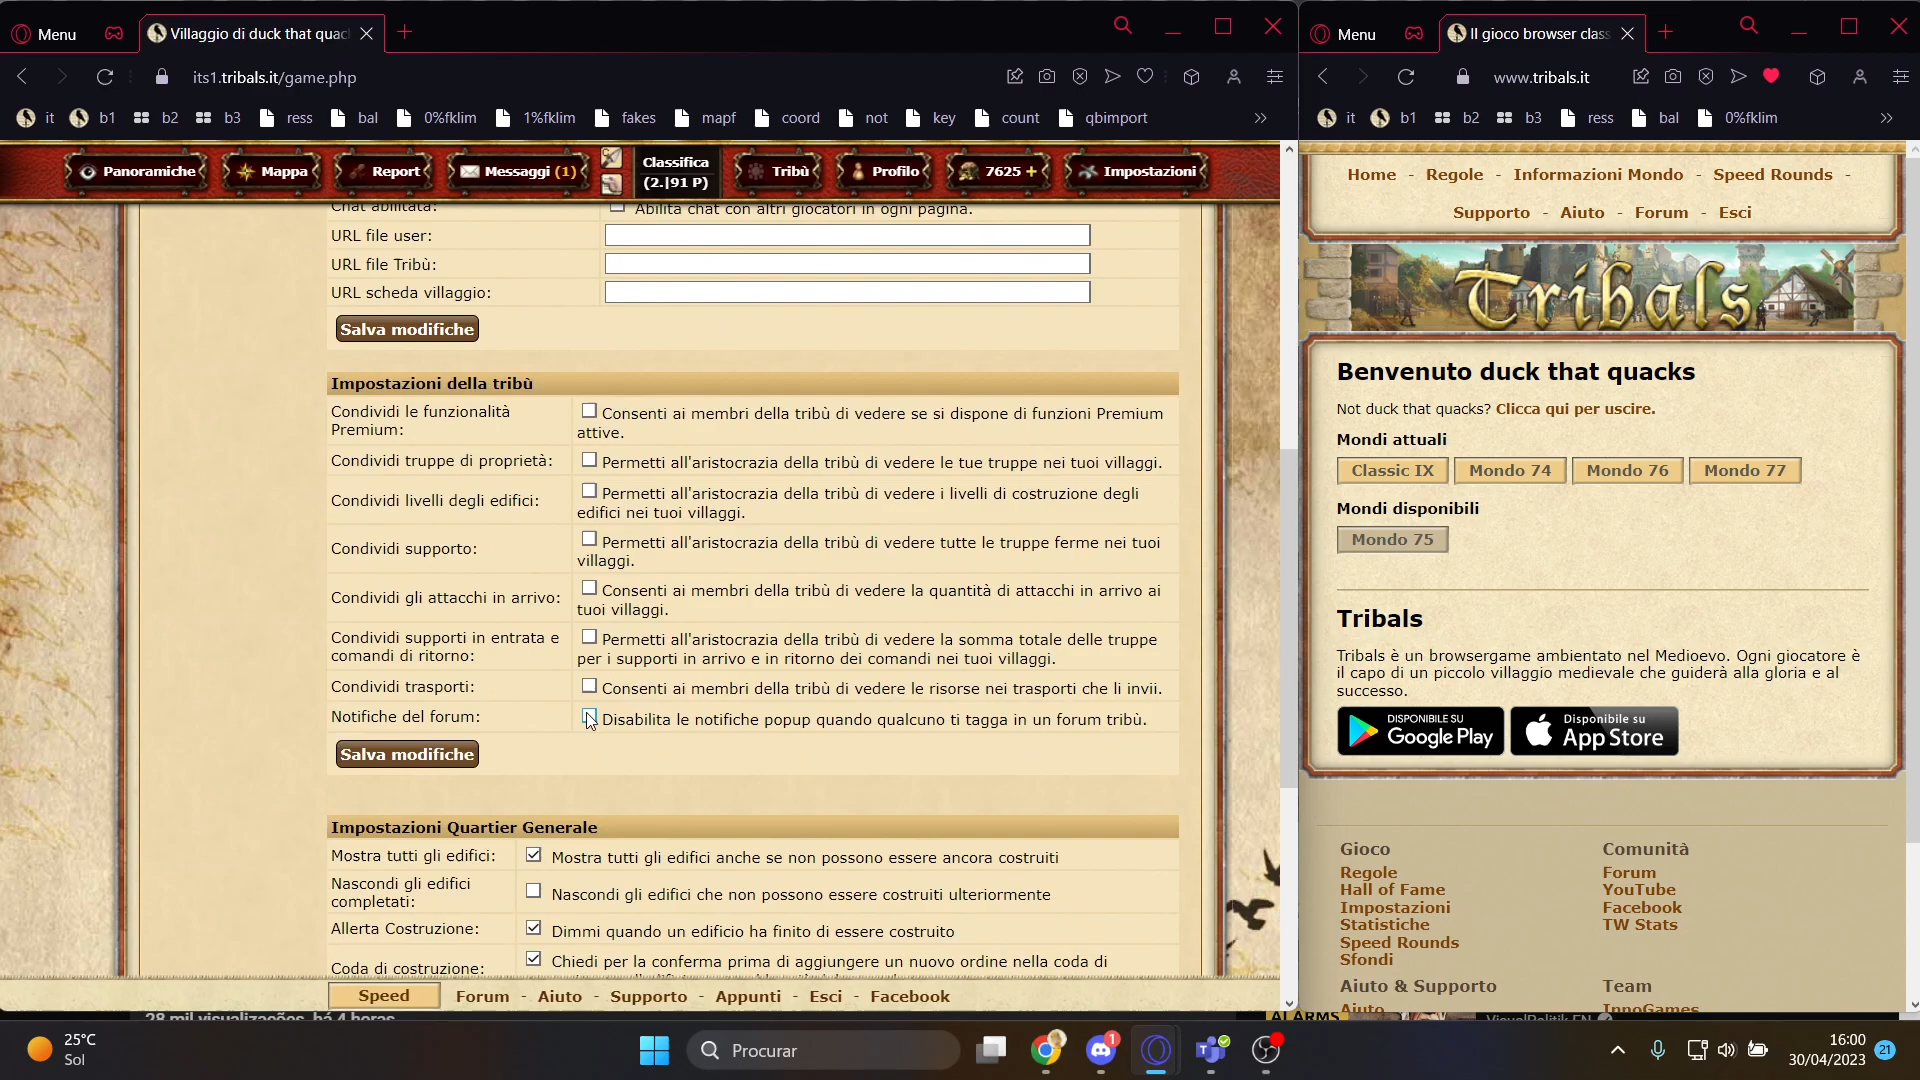 Menu
Villaggio di duck that quac
its1.tribals.it/game.php
it b1 b2 b3 ress bal 0%fklim 1%fklim fakes mapf coord not key count qbimport
Panoramiche Mappa Report Messaggi (1) Classifica (2.|91 P) Tribù Profilo 7625 + Impostazioni
Chat abilitata: Abilita chat con altri giocatori in ogni pagina.
URL file user:
URL file Tribù:
URL scheda villaggio:
Salva modifiche
Impostazioni della tribù
Condividi le funzionalità Premium: Consenti ai membri della tribù di vedere se si dispone di funzioni Premium attive.
Condividi truppe di proprietà: Permetti all'aristocrazia della tribù di vedere le tue truppe nei tuoi villaggi.
Condividi livelli degli edifici: Permetti all'aristocrazia della tribù di vedere i livelli di costruzione degli edifici nei tuoi villaggi.
Condividi supporto: Permetti all'aristocrazia della tribù di vedere tutte le truppe ferme nei tuoi villaggi.
Condividi gli attacchi in arrivo: Consenti ai membri della tribù di vedere la quantità di attacchi in arrivo ai tuoi villaggi.
Condividi supporti in entrata e comandi di ritorno: Permetti all'aristocrazia della tribù di vedere la somma totale delle truppe per i supporti in arrivo e in ritorno dei comandi nei tuoi villaggi.
Condividi trasporti: Consenti ai membri della tribù di vedere le risorse nei trasporti che li invii.
Notifiche del forum: Disabilita le notifiche popup quando qualcuno ti tagga in un forum tribù.
Salva modifiche
Impostazioni Quartier Generale
Mostra tutti gli edifici: Mostra tutti gli edifici anche se non possono essere ancora costruiti
Nascondi gli edifici completati: Nascondi gli edifici che non possono essere costruiti ulteriormente
Allerta Costruzione: Dimmi quando un edificio ha finito di essere costruito
Coda di costruzione: Chiedi per la conferma prima di aggiungere un nuovo ordine nella coda di
Speed Forum - Aiuto - Supporto - Appunti - Esci - Facebook
28 mil visualizações há 4 horas
Menu
Il gioco browser class
www.tribals.it
it b1 b2 b3 ress bal 0%fklim
Home - Regole - Informazioni Mondo - Speed Rounds -
Supporto - Aiuto - Forum - Esci
Tribals
Benvenuto duck that quacks
Not duck that quacks? Clicca qui per uscire.
Mondi attuali
Classic IX Mondo 74 Mondo 76 Mondo 77
Mondi disponibili
Mondo 75
Tribals
Tribals è un browsergame ambientato nel Medioevo. Ogni giocatore è
il capo di un piccolo villaggio medievale che guiderà alla gloria e al
successo.
DISPONIBILE SU Google Play
Disponibile su App Store
Gioco
Regole
Hall of Fame
Impostazioni
Statistiche
Speed Rounds
Sfondi
Comunità
Forum
YouTube
Facebook
TW Stats
Aiuto & Supporto
Aiuto
Team
InnoGames
ALARMS
VisualPolitik EN
25°C
Sol
Procurar
1
16:00
30/04/2023
21